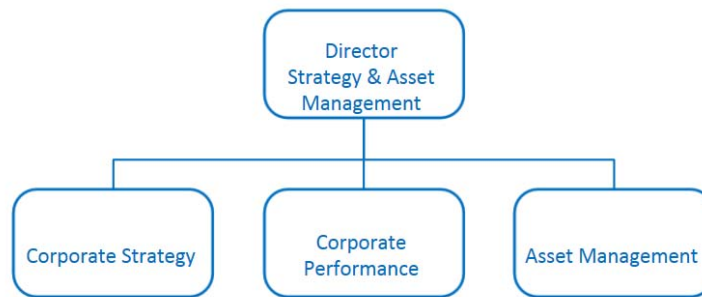 Director
Strategy & Asset
Management
Corporate Strategy
Corporate
Performance
Asset Management